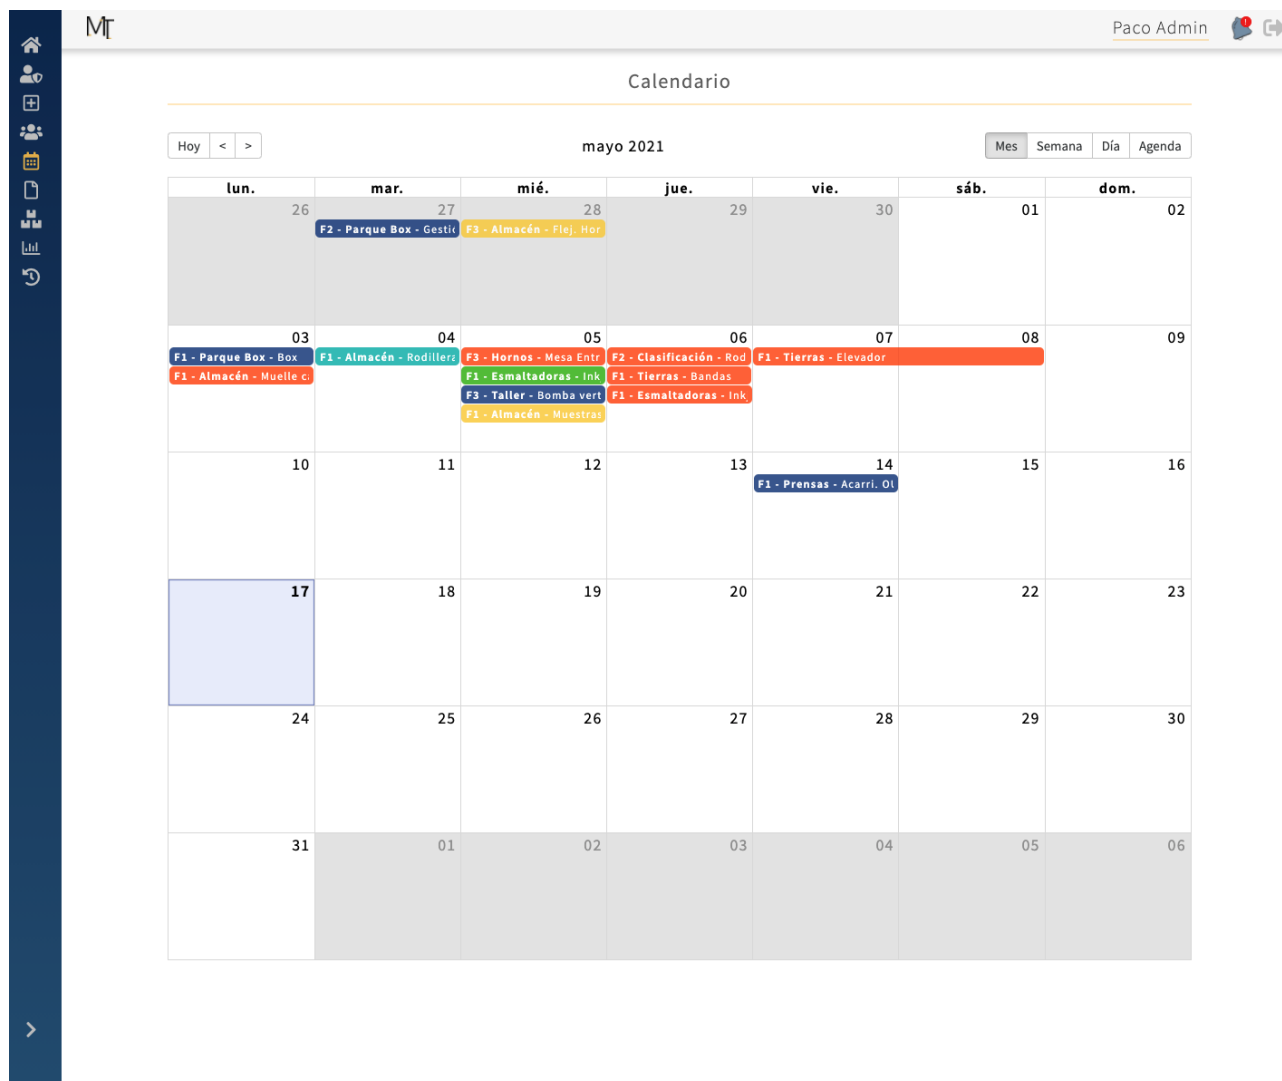 MT
Paco Admin
Calendario
Hoy < >
mayo 2021
Mes Semana Día Agenda
lun. mar. mié. jue. vie. sáb. dom.
26 27 28 29 30 01 02
F2 - Parque Box - Gestic F3 - Almacén - Flej. Hor
03 04 05 06 07 08 09
F1 - Parque Box - Box F1 - Almacén - Rodillera F3 - Hornos - Mesa Entr F2 - Clasificación - Rod F1 - Tierras - Elevador
F1 - Almacén - Muelle F1 - Esmaltadoras - Ink F1 - Tierras - Bandas
F3 - Taller - Bomba vert F1 - Esmaltadoras - Ink
F1 - Almacén - Muestras
10 11 12 13 14 15 16
F1 - Prensas - Acarri.
17 18 19 20 21 22 23
24 25 26 27 28 29 30
31 01 02 03 04 05 06